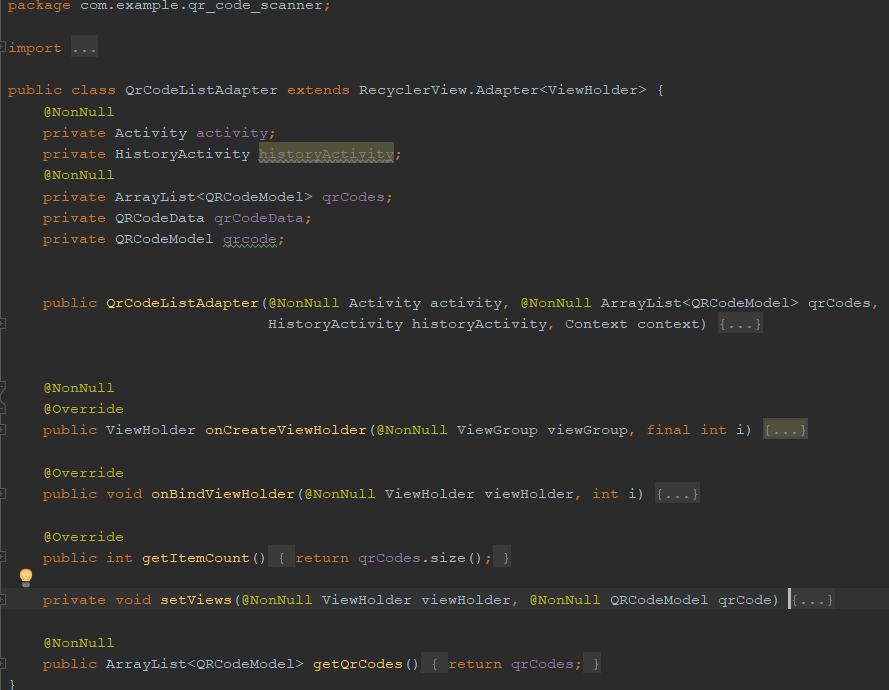 package com.example.qr_code_scanner;
import ...
public class QrCodeListAdapter extends RecyclerView.Adapter<ViewHolder> {
@NonNull
private Activity activity;
private HistoryActivity historyActivity;
@NonNull
private ArrayList<QRCodeModel> qrCodes;
private QRCodeData qrCodeData;
private QRCodeModel qrcode;
public QrCodeListAdapter(@NonNull Activity activity, @NonNull ArrayList<QRCodeModel> qrCodes,
HistoryActivity historyActivity, Context context) {...}
@NonNull
@Override
public ViewHolder onCreateViewHolder(@NonNull ViewGroup viewGroup, final int i) {...}
@Override
public void onBindViewHolder(@NonNull ViewHolder viewHolder, int i) {...}
@Override
public int getItemCount() { return qrCodes.size(); }
private void setViews(@NonNull ViewHolder viewHolder, @NonNull QRCodeModel qrCode) {...}
@NonNull
public ArrayList<QRCodeModel> getQrCodes() { return qrCodes; }
}